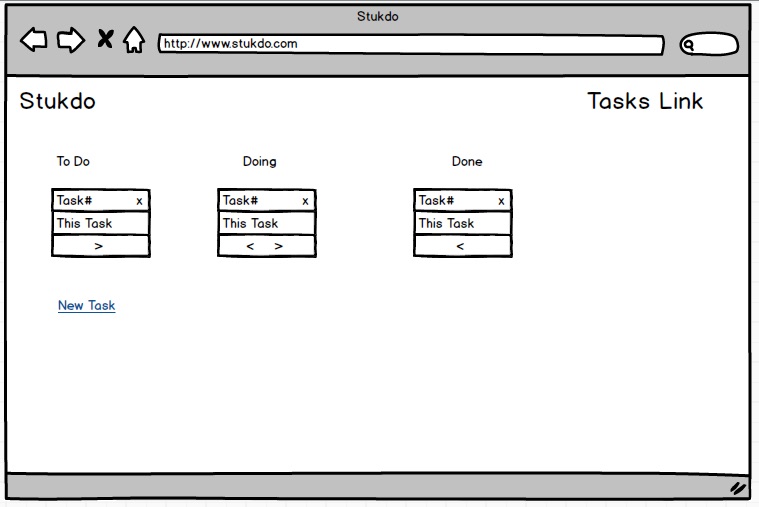 Stukdo
http://www.stukdo.com
Stukdo
Tasks Link
To Do
Doing
Done
Task# x
This Task
>
Task# x
This Task
< >
Task# x
This Task
<
New Task